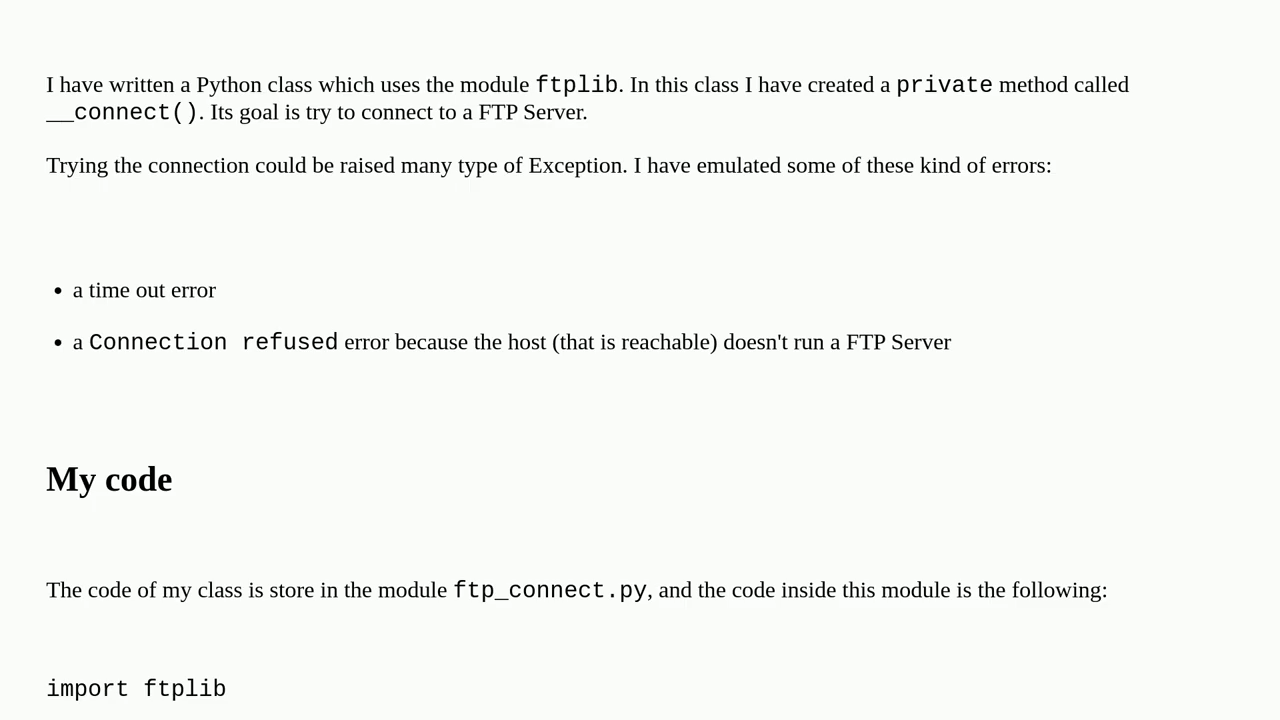 I have written a Python class which uses the module ftplib. In this class I have created a private method called
__connect(). Its goal is try to connect to a FTP Server.
Trying the connection could be raised many type of Exception. I have emulated some of these kind of errors:
• a time out error
• a Connection refused error because the host (that is reachable) doesn't run a FTP Server
My code
The code of my class is store in the module ftp_connect.py, and the code inside this module is the following:
import ftplib